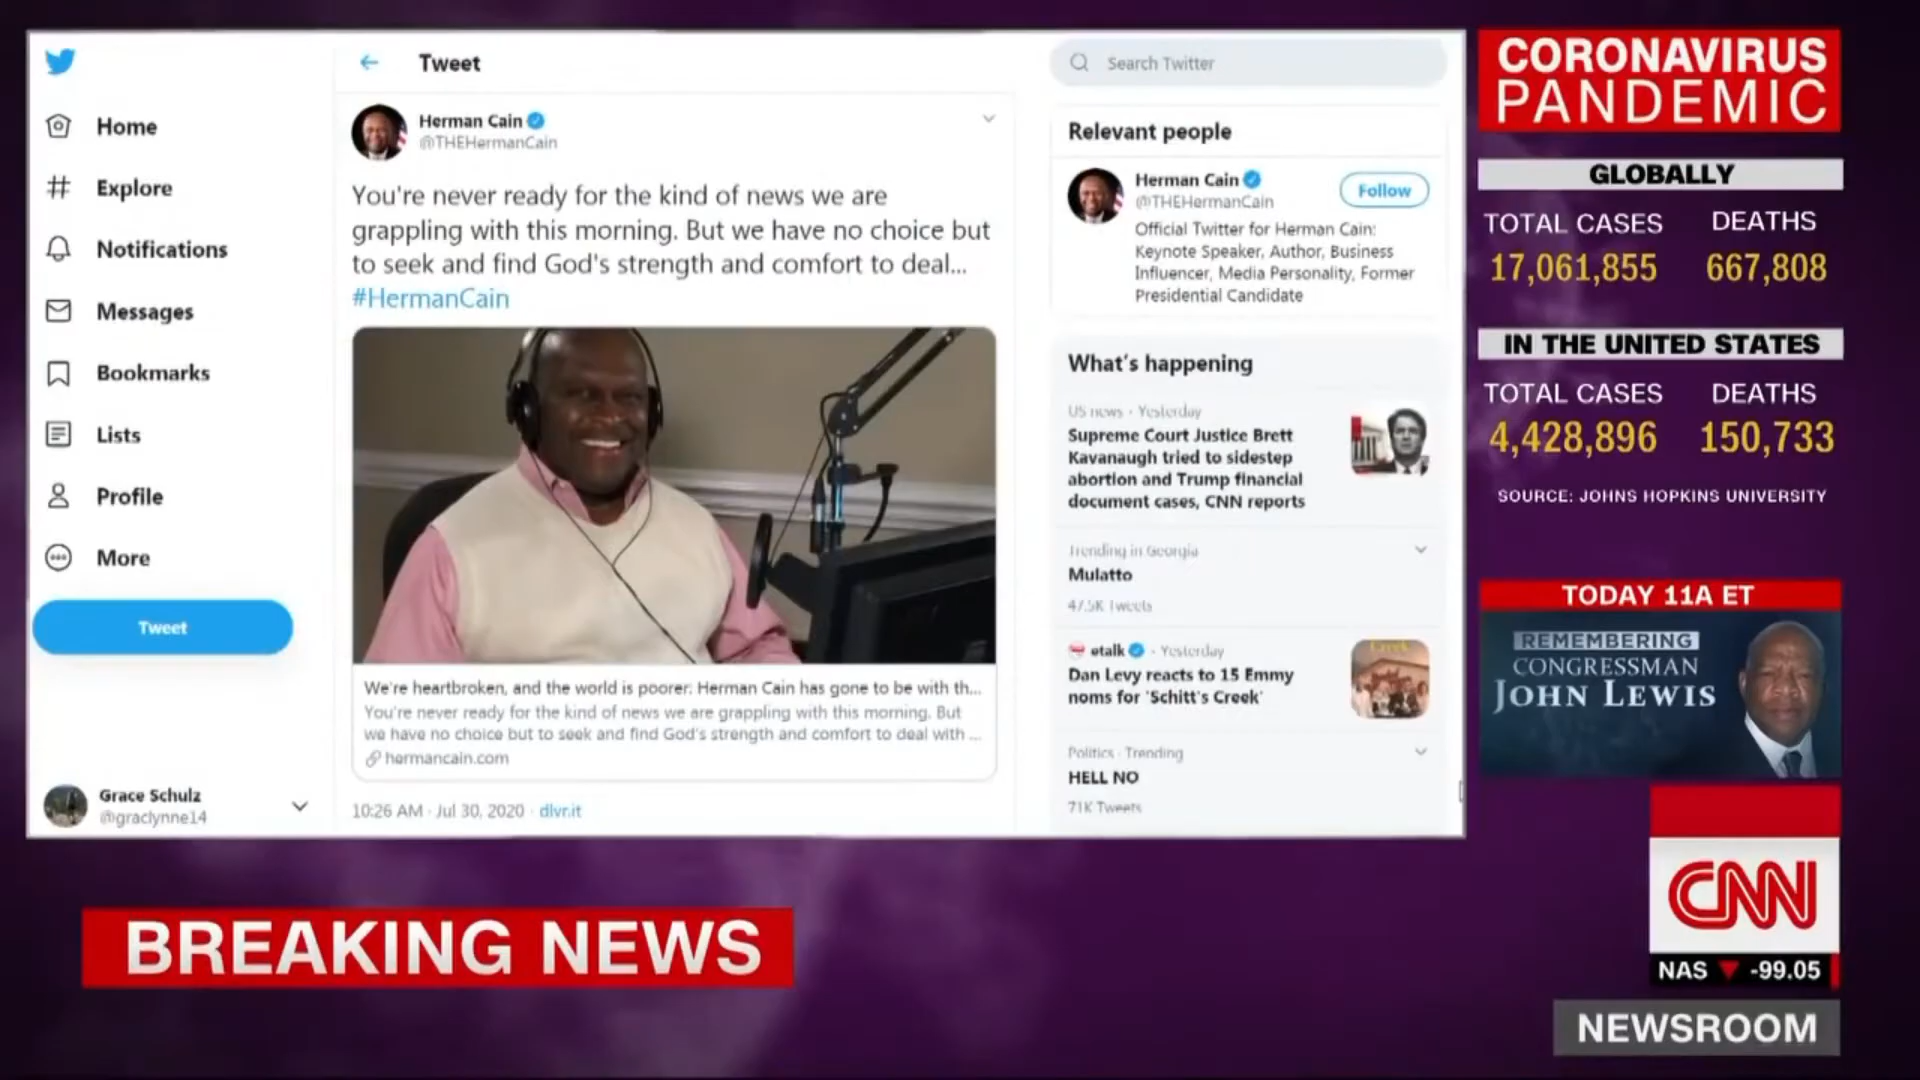 Tweet
Search Twitter
Home
Explore
Notifications
Messages
Bookmarks
Lists
Profile
More
Tweet
Grace Schulz
@graclynne14
Herman Cain
@THEHermanCain
You're never ready for the kind of news we are
grappling with this morning. But we have no choice but
to seek and find God's strength and comfort to deal...
#HermanCain
We're heartbroken, and the world is poorer: Herman Cain has gone to be with th...
You're never ready for the kind of news we are grappling with this morning. But
we have no choice but to seek and find God's strength and comfort to deal with ...
hermancain.com
10:26 AM · Jul 30, 2020 · dlvr.it
Relevant people
Herman Cain
@THEHermanCain
Follow
Official Twitter for Herman Cain:
Keynote Speaker, Author, Business
Influencer, Media Personality, Former
Presidential Candidate
What's happening
US news · Yesterday
Supreme Court Justice Brett
Kavanaugh tried to sidestep
abortion and Trump financial
document cases, CNN reports
Trending in Georgia
Mulatto
47.5K Tweets
etalk · Yesterday
Dan Levy reacts to 15 Emmy
noms for 'Schitt's Creek'
Politics · Trending
HELL NO
71K Tweets
CORONAVIRUS
PANDEMIC
GLOBALLY
TOTAL CASES DEATHS
17,061,855 667,808
IN THE UNITED STATES
TOTAL CASES DEATHS
4,428,896 150,733
SOURCE: JOHNS HOPKINS UNIVERSITY
TODAY 11A ET
REMEMBERING
CONGRESSMAN
JOHN LEWIS
BREAKING NEWS
CNN
NAS ▼ -99.05
NEWSROOM